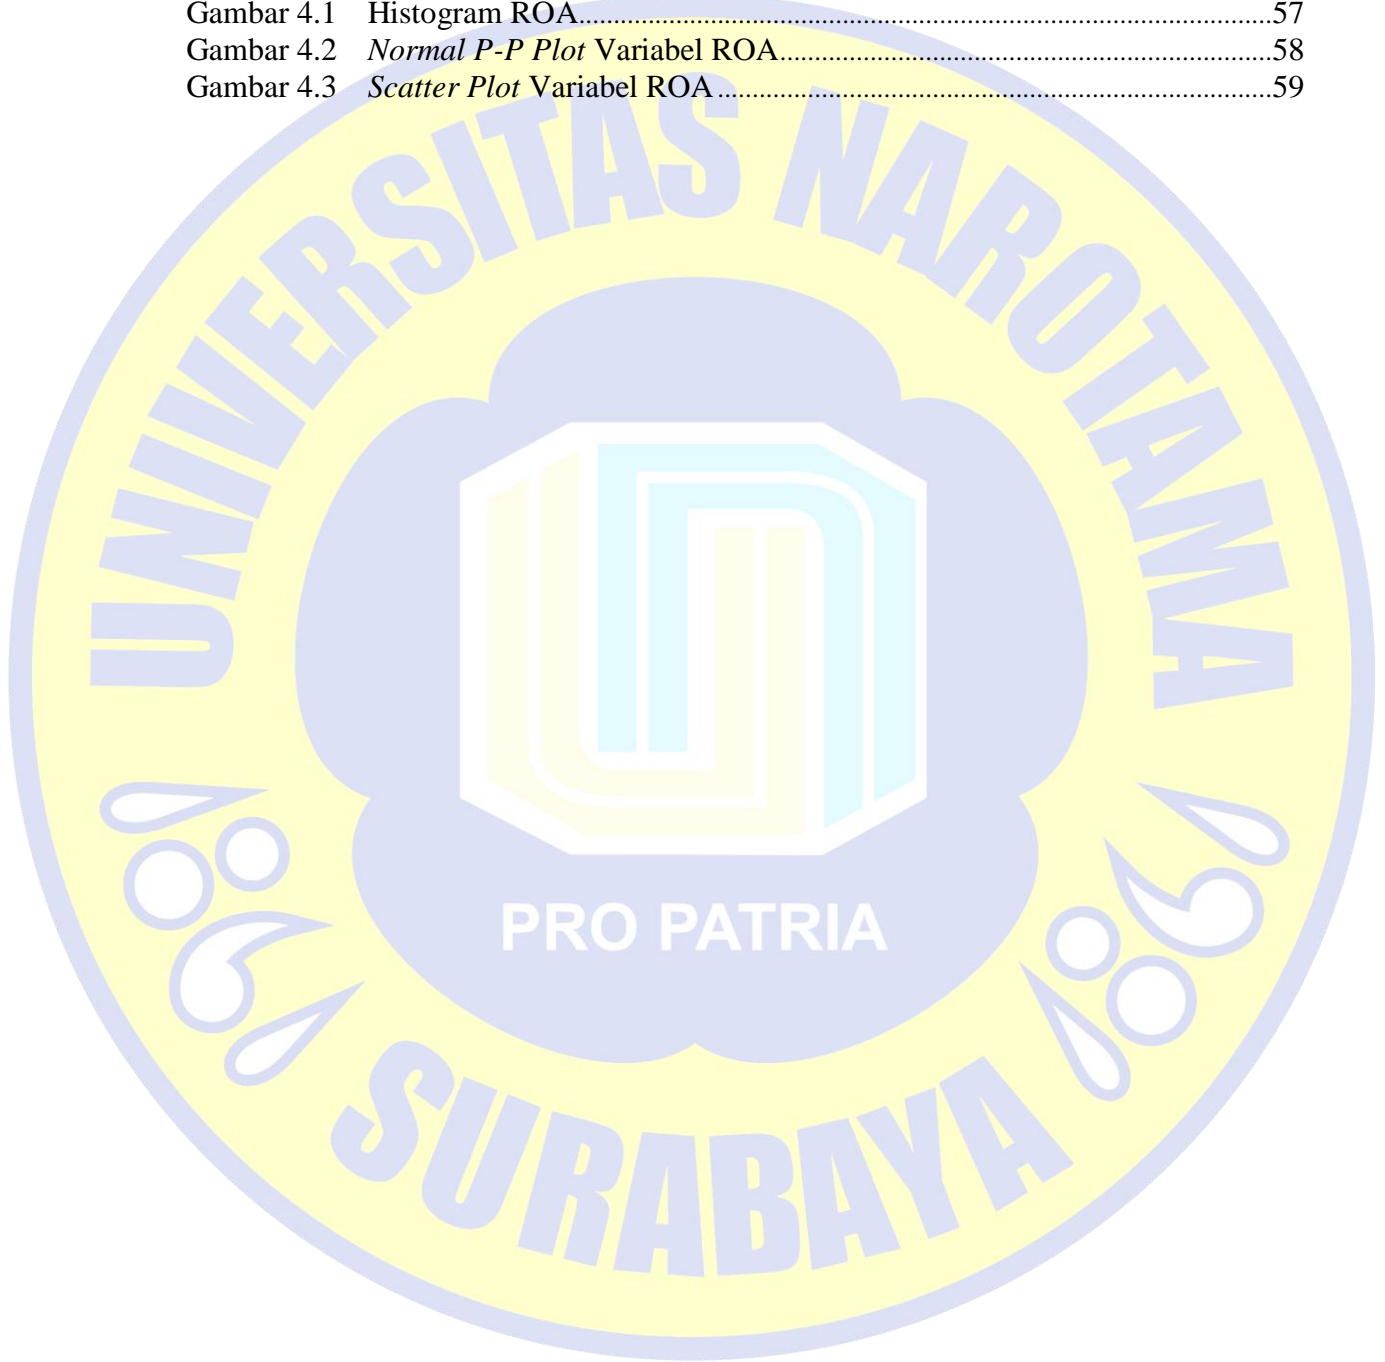 Gambar 4.1 Histogram ROA.....57
Gambar 4.2 Normal P-P Plot Variabel ROA.....58
Gambar 4.3 Scatter Plot Variabel ROA.....59
UNIVERSITAS NAROTAMA
PRO PATRIA
SURABAYA